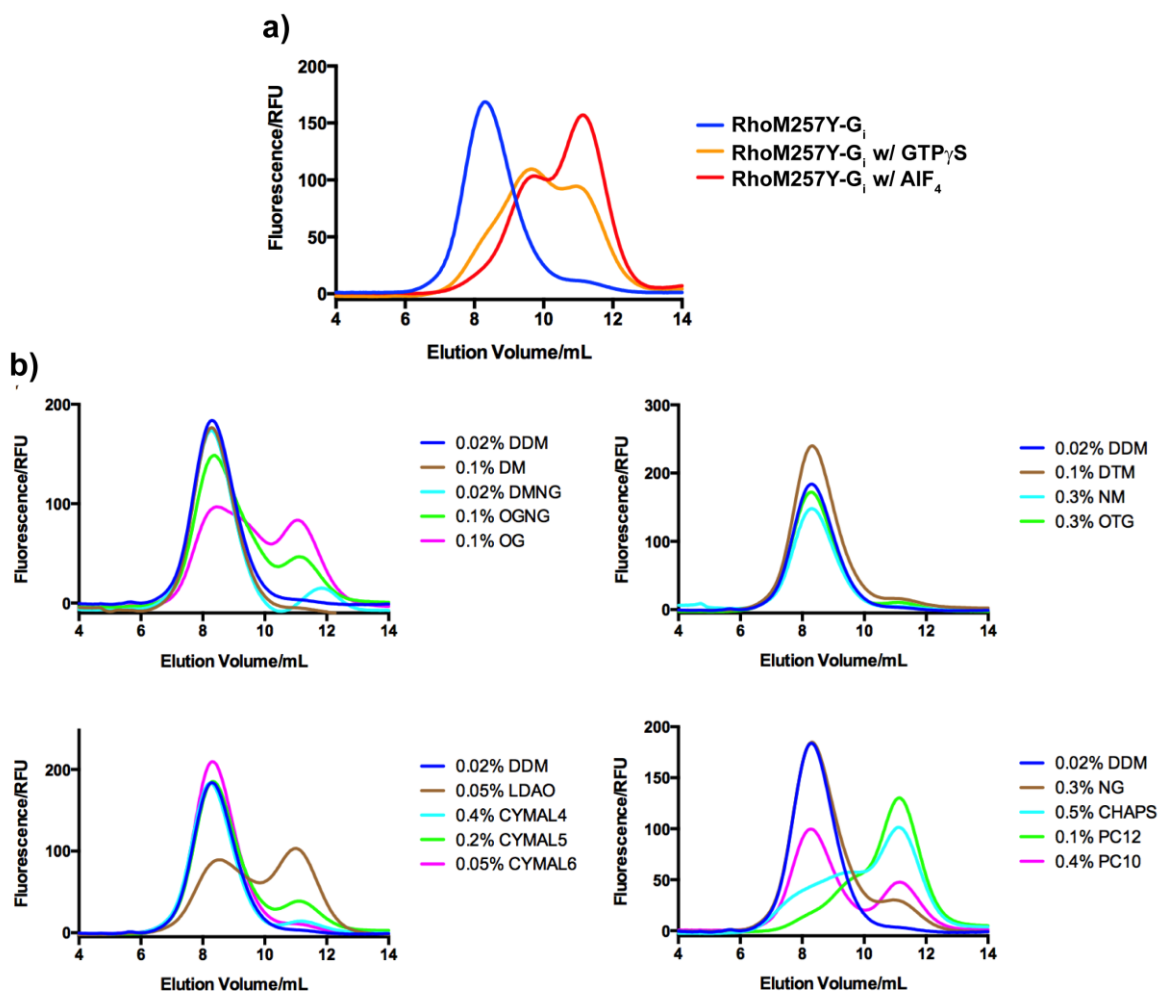 a)
200
150
100
50
0
Fluorescence/RFU
4 6 8 10 12 14
Elution Volume/mL
RhoM257Y-Gi
RhoM257Y-Gi w/ GTPγS
RhoM257Y-Gi w/ AlF4
b)
200
100
0
Fluorescence/RFU
4 6 8 10 12 14
Elution Volume/mL
0.02% DDM
0.1% DM
0.02% DMNG
0.1% OGNG
0.1% OG
300
200
100
0
Fluorescence/RFU
4 6 8 10 12 14
Elution Volume/mL
0.02% DDM
0.1% DTM
0.3% NM
0.3% OTG
200
100
0
Fluorescence/RFU
4 6 8 10 12 14
Elution Volume/mL
0.02% DDM
0.05% LDAO
0.4% CYMAL4
0.2% CYMAL5
0.05% CYMAL6
200
150
100
50
0
Fluorescence/RFU
4 6 8 10 12 14
Elution Volume/mL
0.02% DDM
0.3% NG
0.5% CHAPS
0.1% PC12
0.4% PC10